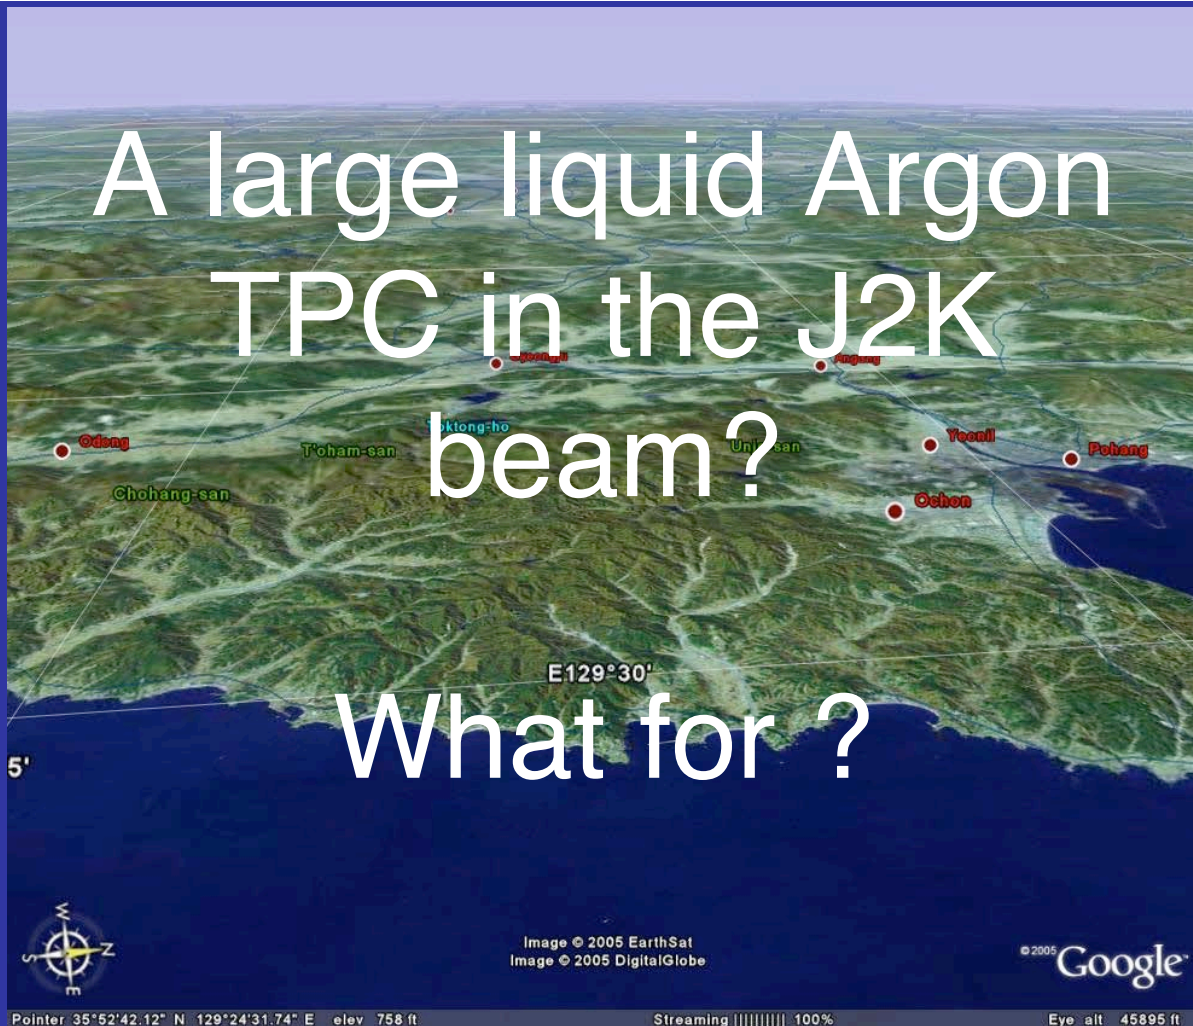 A large liquid Argon
TPC in the J2K
Angang
beam?
Odong
T'oham-san
Yeonil
Pohang
Chohang-san
Ochon
E129°30'
What for ?
5'
W
S N
E
Image © 2005 EarthSat
Image © 2005 DigitalGlobe
© 2005 Google
Pointer 35°52'42.12" N 129°24'31.74" E elev 758 ft Streaming |||||||||| 100% Eye alt 45895 ft